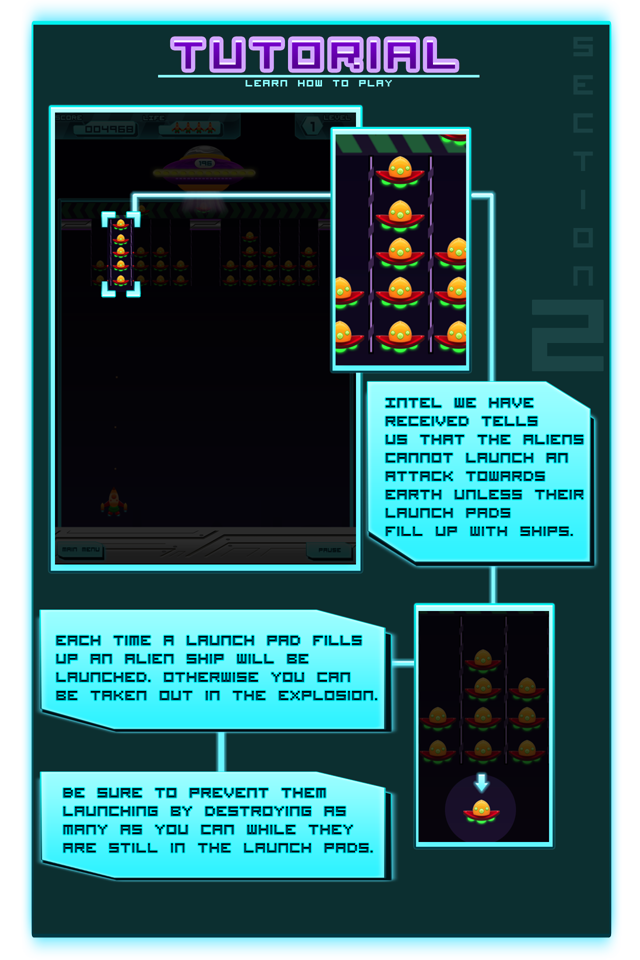 TUTORIAL
LEARN HOW TO PLAY
SECTION
2
SCORE
004968
LIFE
1
LEVEL
195
MAIN MENU
PAUSE
INTEL WE HAVE
RECEIVED TELLS
US THAT THE ALIENS
CANNOT LAUNCH AN
ATTACK TOWARDS
EARTH UNLESS THEIR
LAUNCH PADS
FILL UP WITH SHIPS.
EACH TIME A LAUNCH PAD FILLS
UP AN ALIEN SHIP WILL BE
LAUNCHED. OTHERWISE YOU CAN
BE TAKEN OUT IN THE EXPLOSION.
BE SURE TO PREVENT THEM
LAUNCHING BY DESTROYING AS
MANY AS YOU CAN WHILE THEY
ARE STILL IN THE LAUNCH PADS.